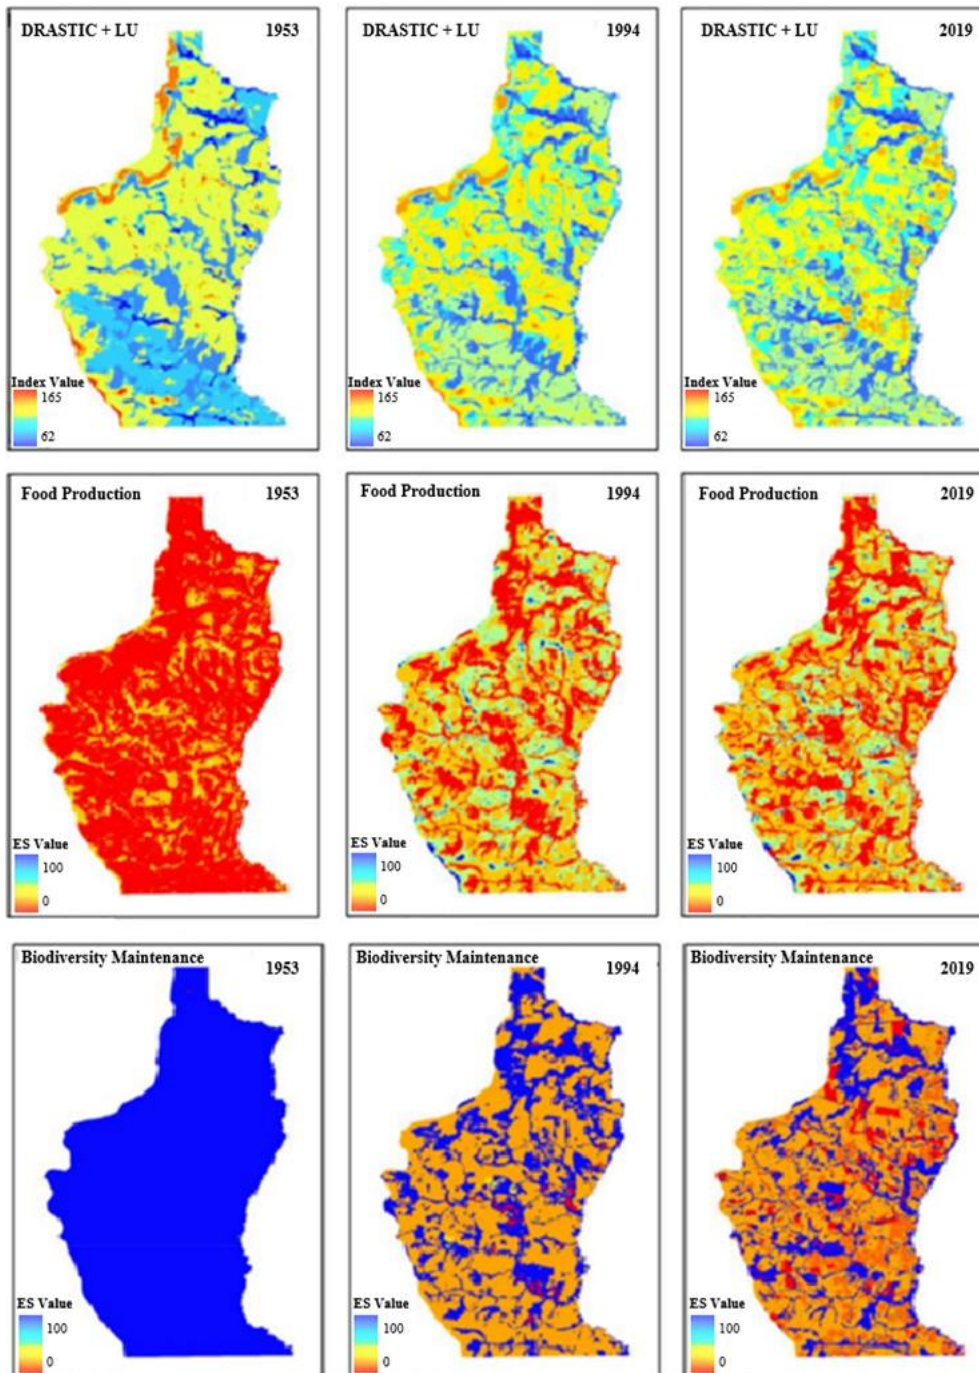 DRASTIC + LU 1953
Index Value
165
62
DRASTIC + LU 1994
Index Value
165
62
DRASTIC + LU 2019
Index Value
165
62
Food Production 1953
ES Value
100
0
Food Production 1994
ES Value
100
0
Food Production 2019
ES Value
100
0
Biodiversity Maintenance 1953
ES Value
100
0
Biodiversity Maintenance 1994
ES Value
100
0
Biodiversity Maintenance 2019
ES Value
100
0